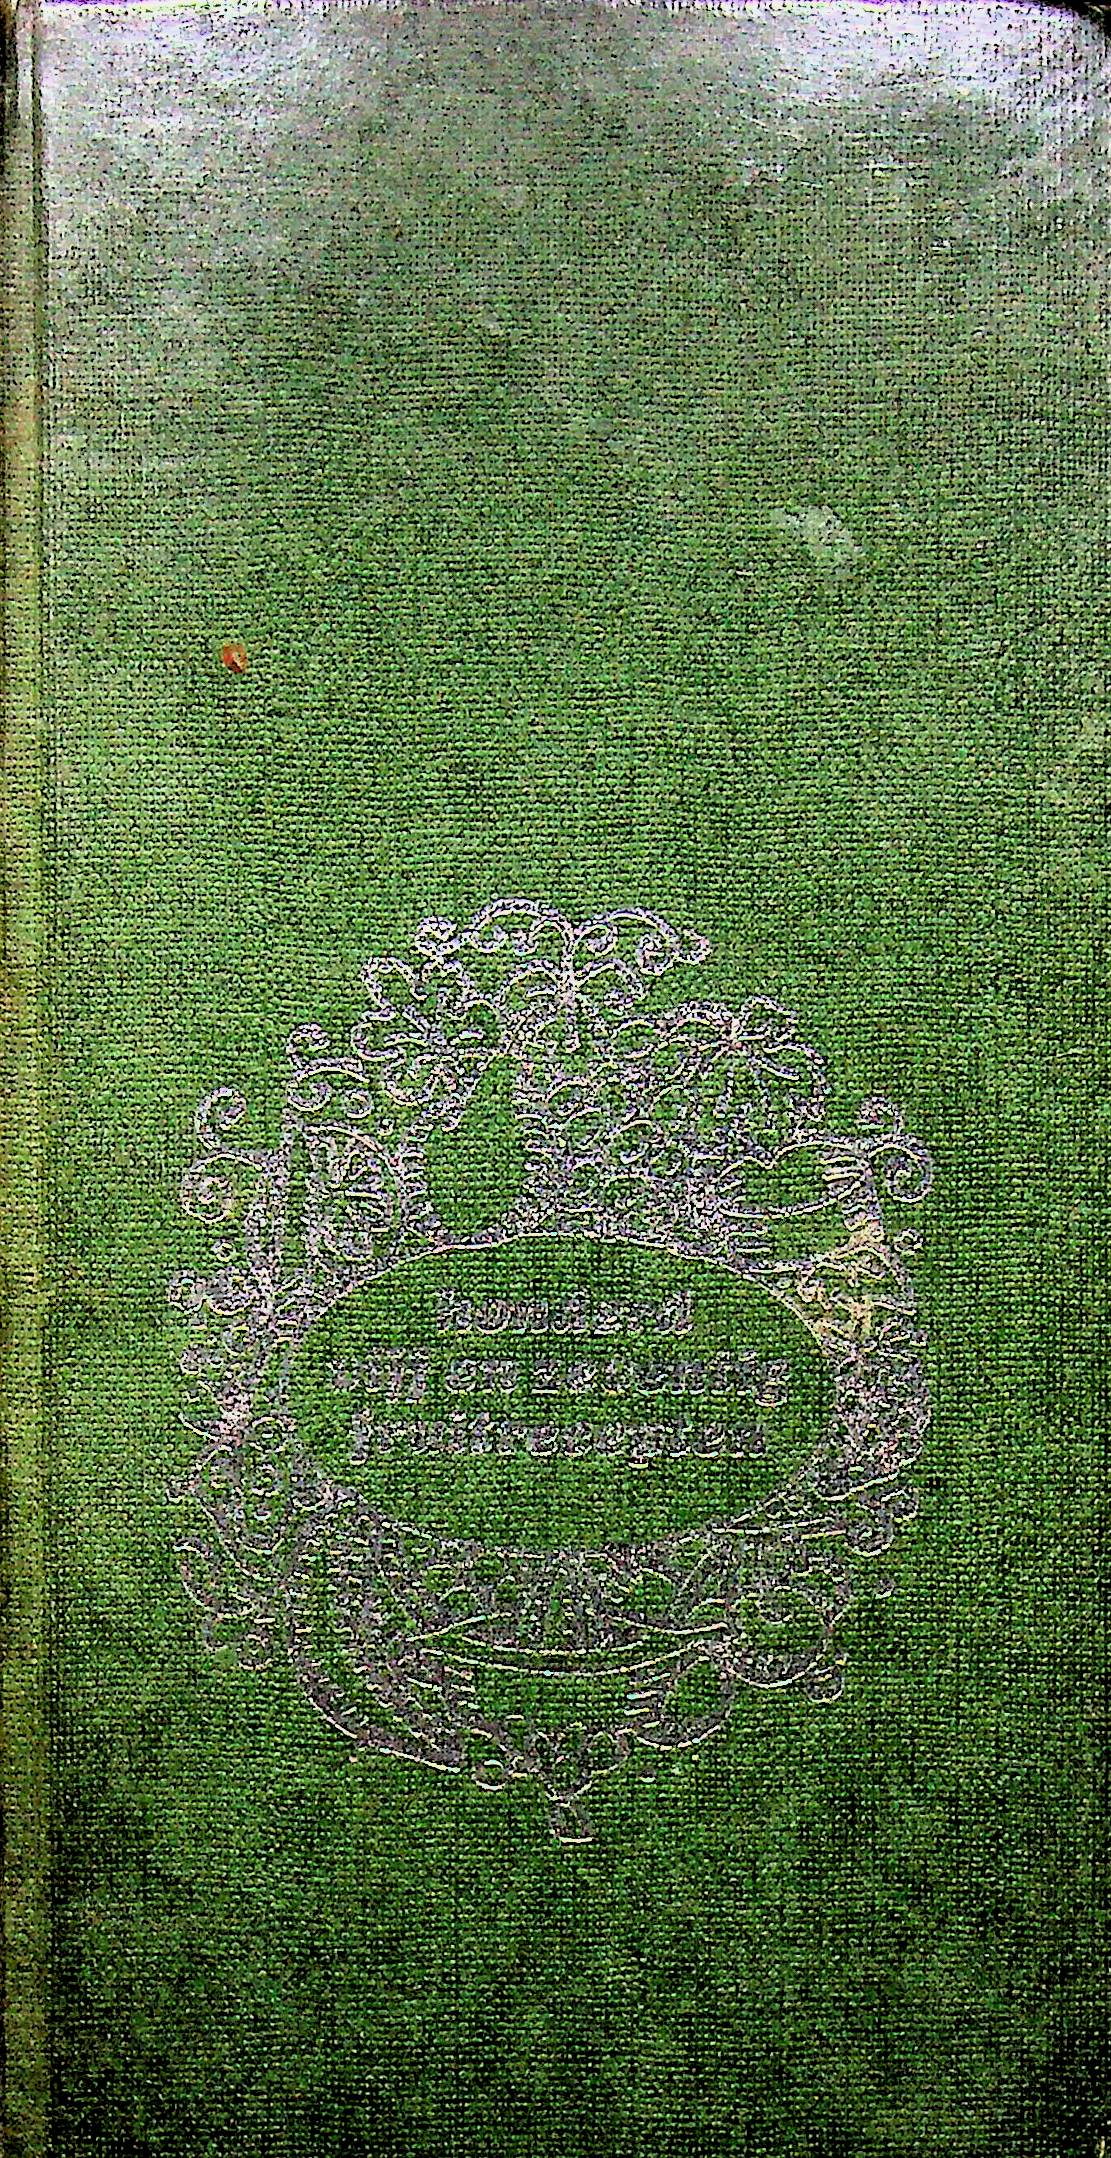 honderd
vijf en zeventig
fruitrecepten